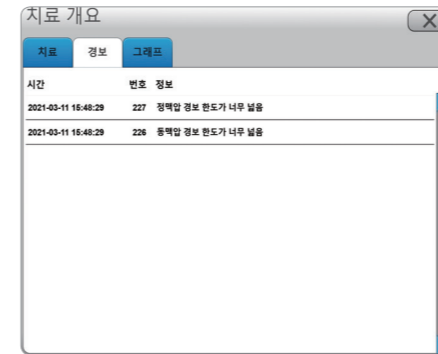 치료 개요
X
치료 경보 그래프
시간 번호 정보
2021-03-11 15:48:29 227 정맥압 경보 한도가 너무 넓음
2021-03-11 15:48:29 226 동맥압 경보 한도가 너무 넓음